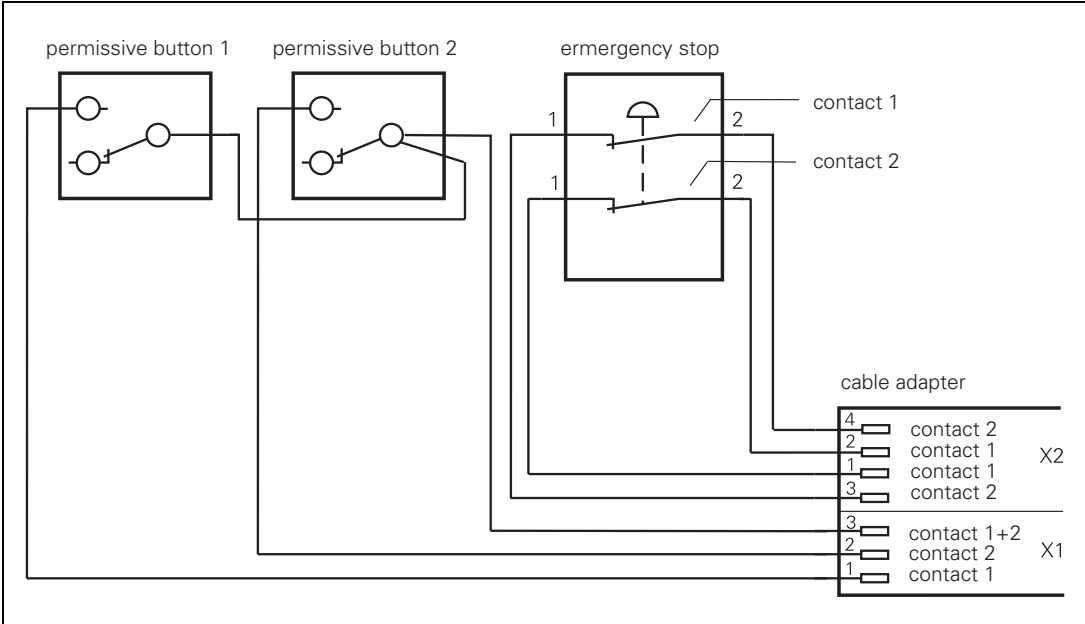 permissive button 1
permissive button 2
ermergency stop
1
2
contact 1
contact 2
1
2
cable adapter
4
contact 2
2
contact 1
X2
1
contact 1
3
contact 2
3
contact 1+2
X1
2
contact 2
1
contact 1